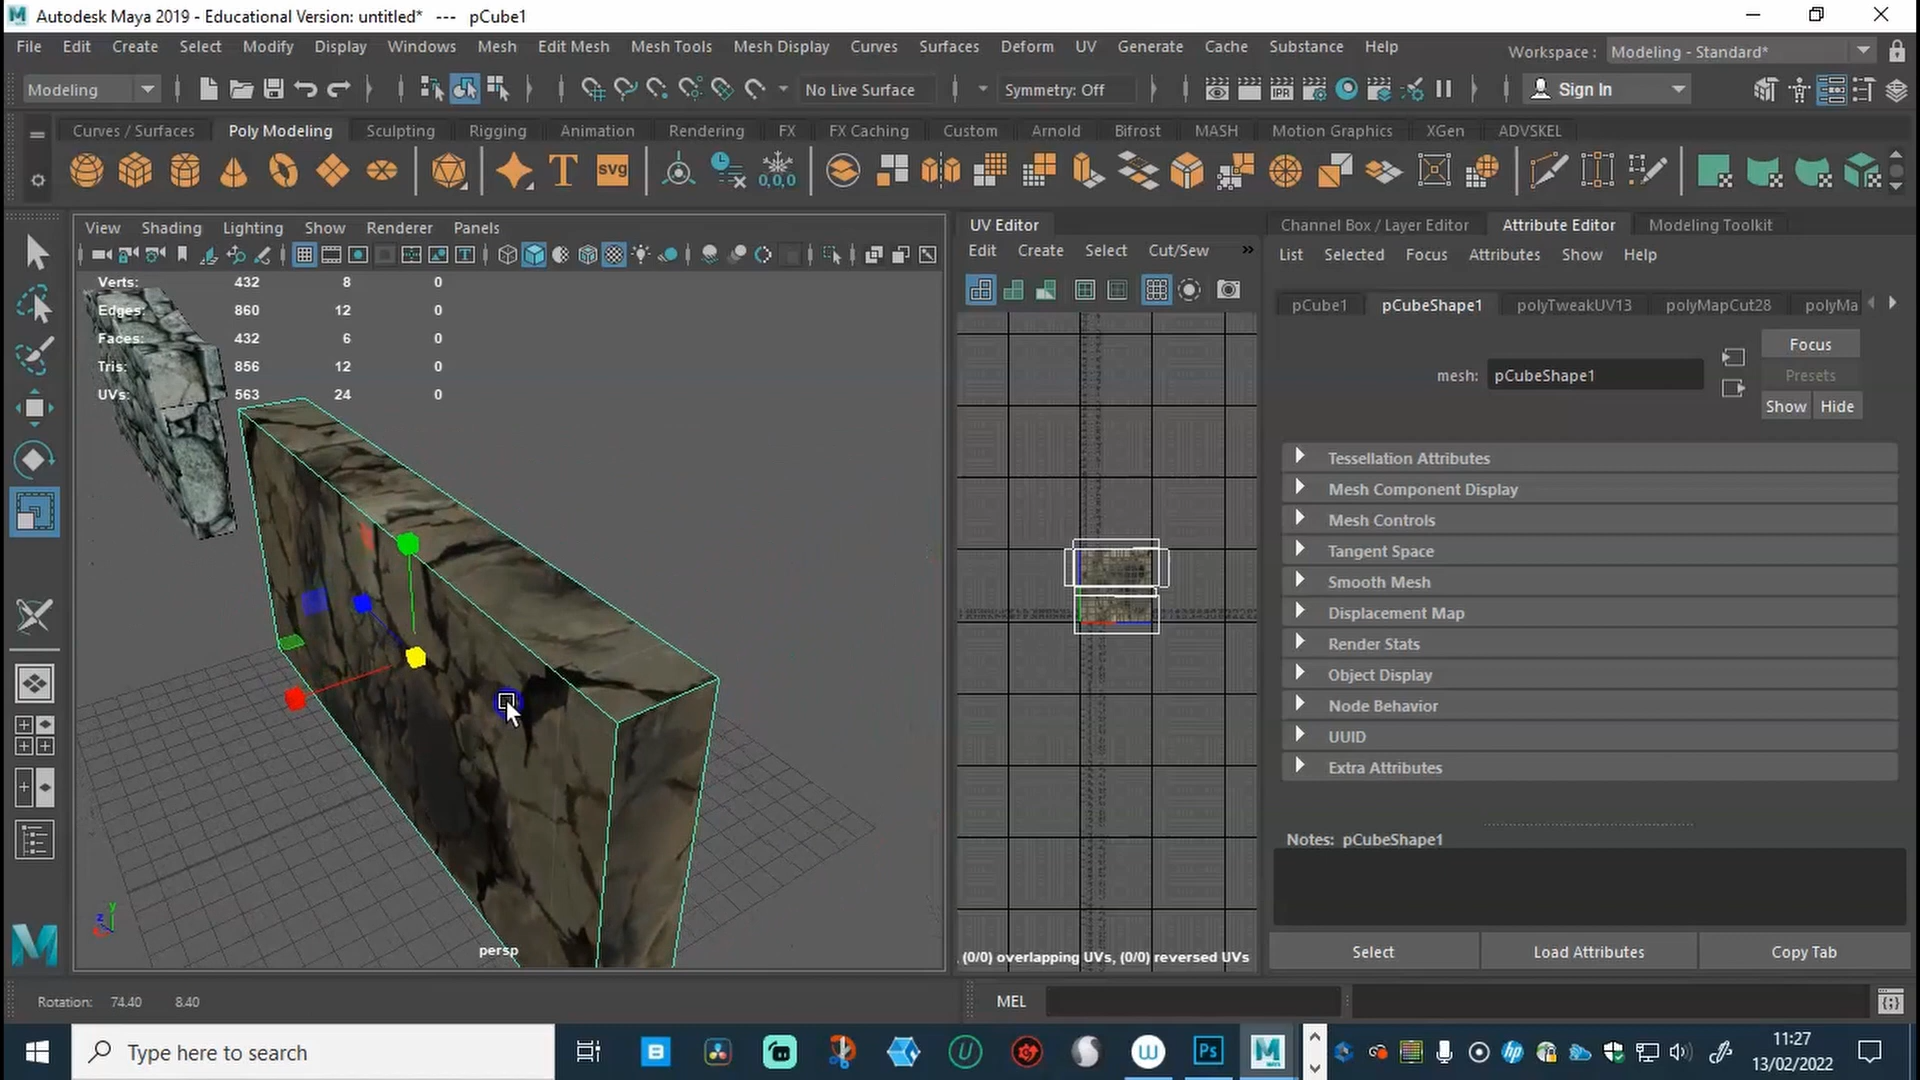 Autodesk Maya 2019 - Educational Version: untitled*   ---   pCube1
File Edit Create Select Modify Display Windows Mesh Edit Mesh Mesh Tools Mesh Display Curves Surfaces Deform UV Generate Cache Substance Help
Workspace : Modeling - Standard*
Modeling
No Live Surface
Symmetry: Off
IPR
Sign In
Curves / Surfaces Poly Modeling Sculpting Rigging Animation Rendering FX FX Caching Custom Arnold Bifrost MASH Motion Graphics XGen ADVSKEL
T
SVG
0,0,0
View Shading Lighting Show Renderer Panels
Verts: 432 8 0
Edges: 860 12 0
Faces: 432 6 0
Tris: 856 12 0
UVs: 563 24 0
persp
y
z
UV Editor
Edit Create Select Cut/Sew »
(0/0) overlapping UVs, (0/0) reversed UVs
Channel Box / Layer Editor Attribute Editor Modeling Toolkit
List Selected Focus Attributes Show Help
pCube1 pCubeShape1 polyTweakUV13 polyMapCut28 polyMa
Focus
mesh: pCubeShape1
Presets
Show Hide
Tessellation Attributes
Mesh Component Display
Mesh Controls
Tangent Space
Smooth Mesh
Displacement Map
Render Stats
Object Display
Node Behavior
UUID
Extra Attributes
Notes: pCubeShape1
Select Load Attributes Copy Tab
Rotation: 74.40 8.40
MEL
Type here to search
Ps
M
hp
11:27
13/02/2022